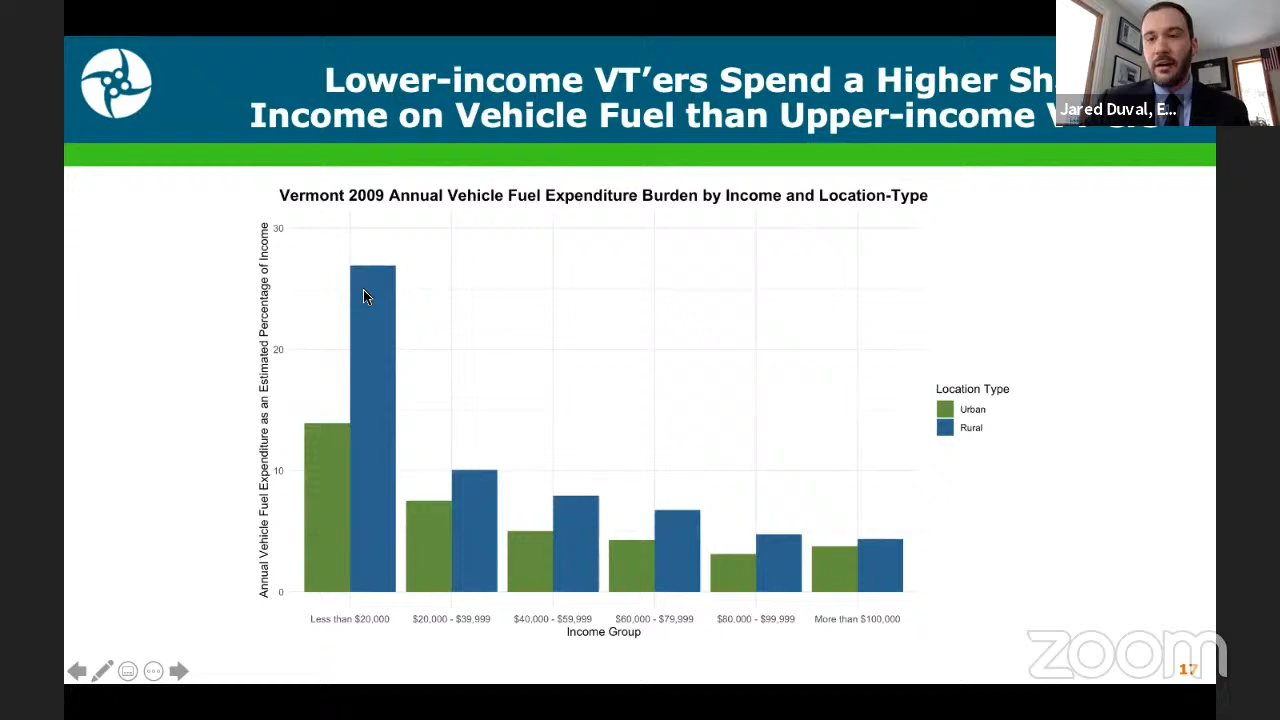 Lower-income VT'ers Spend a Higher
Income on Vehicle Fuel than Upper-income
Jared Duval, E...
Vermont 2009 Annual Vehicle Fuel Expenditure Burden by Income and Location-Type
Annual Vehicle Fuel Expenditure as an Estimated Percentage of Income
30
20
10
0
Less than $20,000
$20,000 - $39,999
$40,000 - $59,999
$60,000 - $79,999
$80,000 - $99,999
More than $100,000
Income Group
Location Type
Urban
Rural
zoom
17